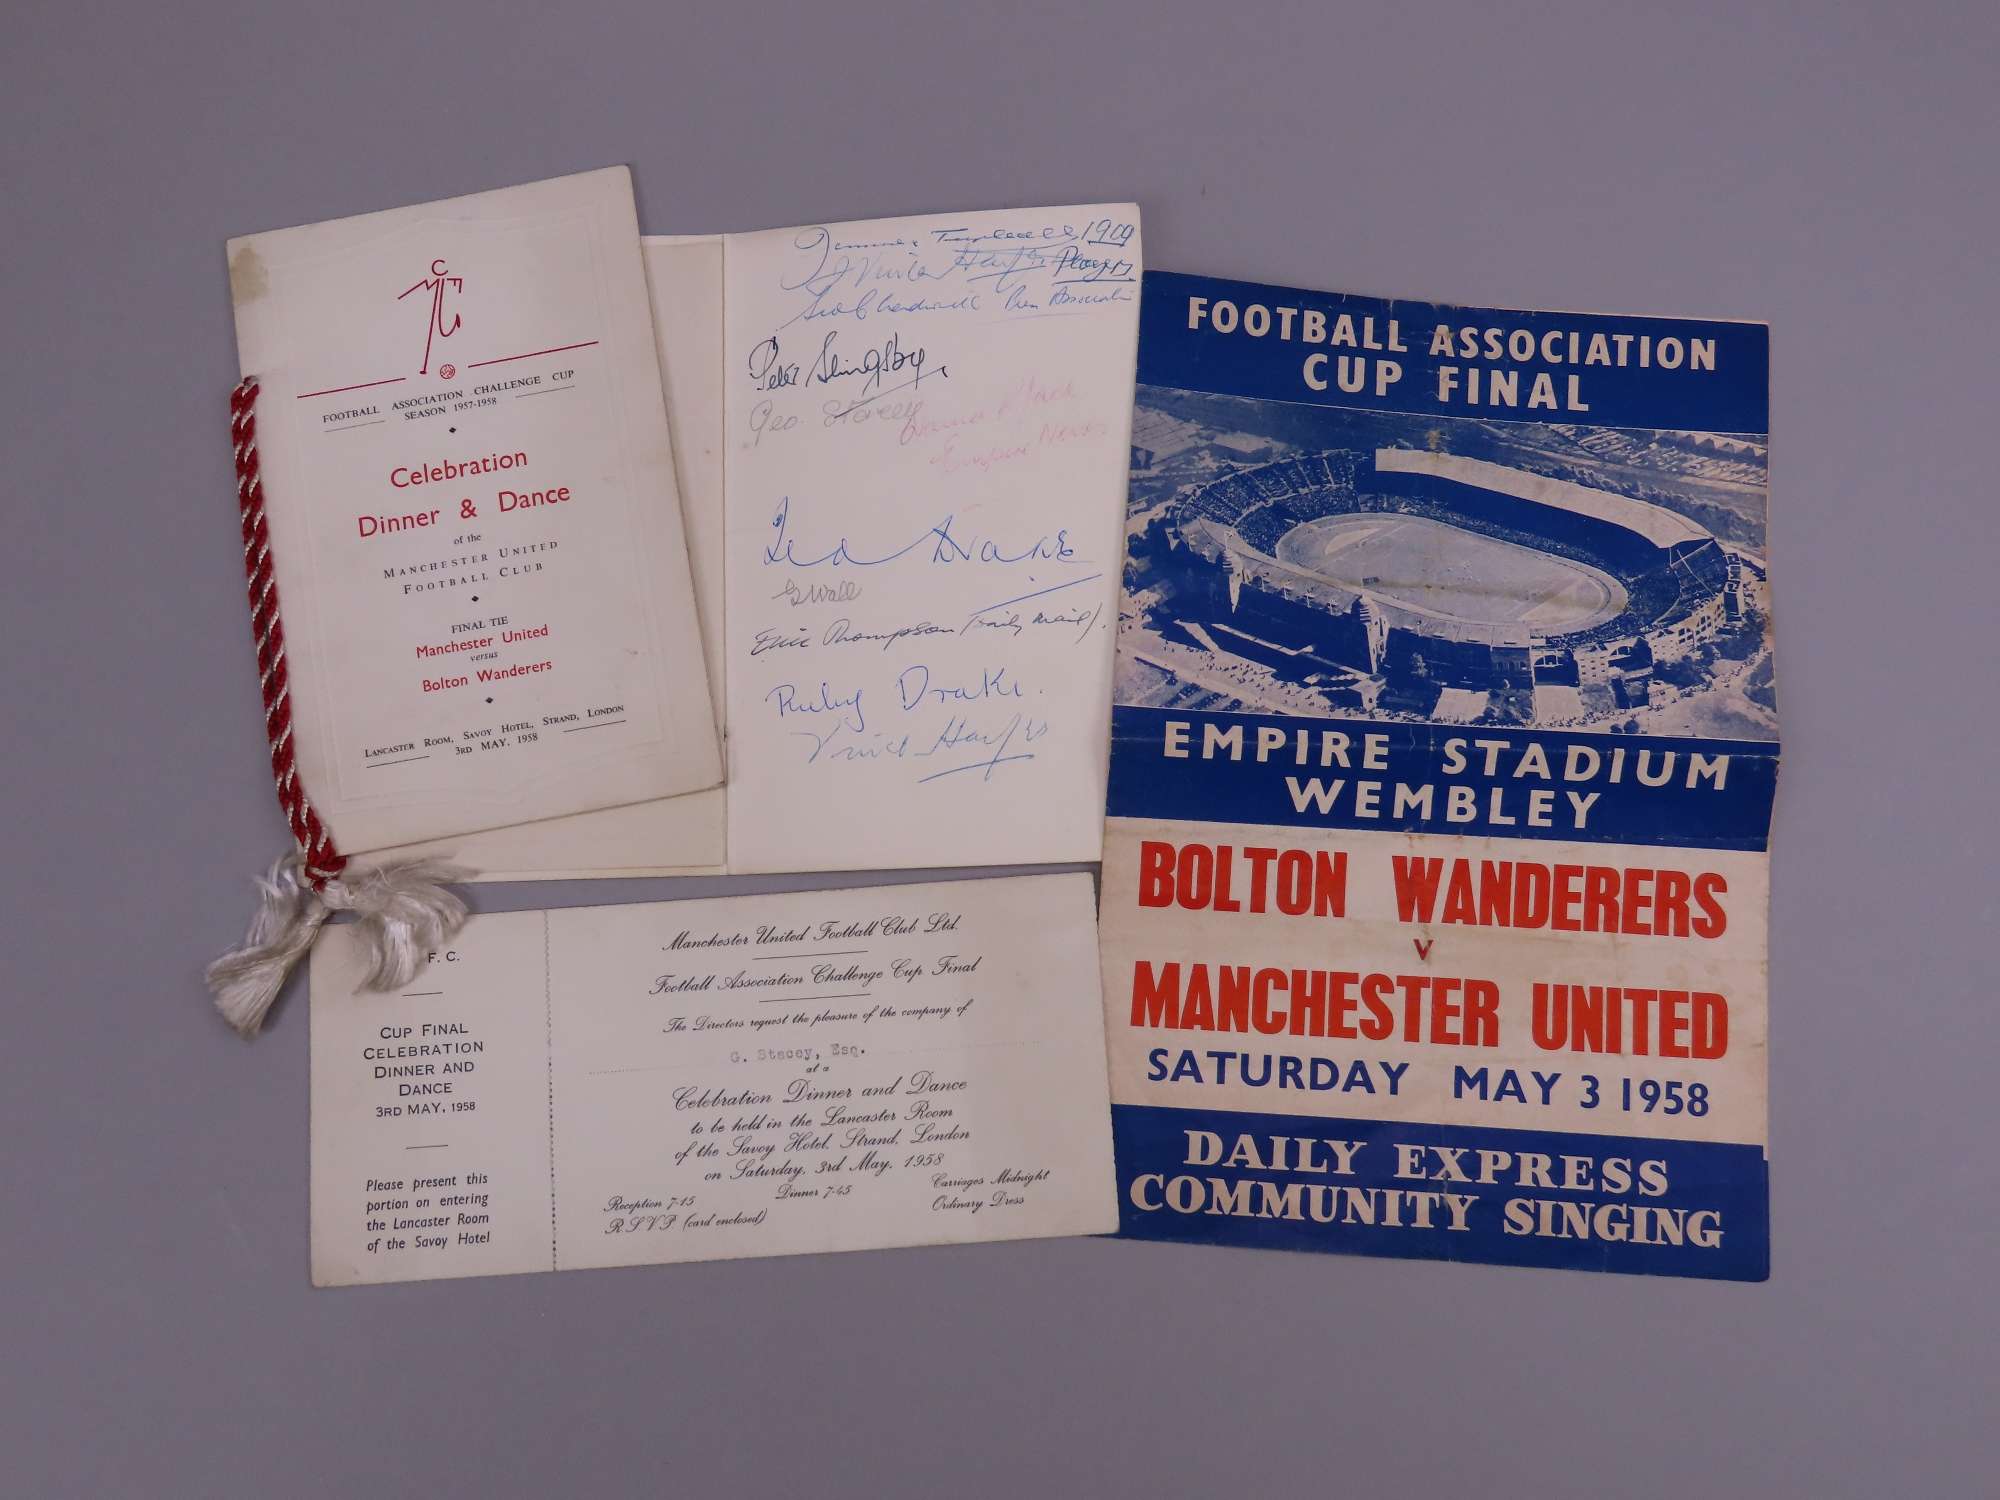 FOOTBALL ASSOCIATION CHALLENGE CUP
SEASON 1957-1958
Celebration
Dinner & Dance
of the
MANCHESTER UNITED
FOOTBALL CLUB
FINAL TIE
Manchester United
versus
Bolton Wanderers
LANCASTER ROOM, SAVOY HOTEL, STRAND, LONDON
3RD MAY, 1958
1909
Players
Peter Slingsby
Geo. Stacey
News
Ted Drake
G Wall
Eric Thompson (Daily Mail).
Ruby Drake.
Vince Hayes
F. C.
CUP FINAL
CELEBRATION
DINNER AND
DANCE
3RD MAY, 1958
Please present this
portion on entering
the Lancaster Room
of the Savoy Hotel
Manchester United Football Club Ltd.
Football Association Challenge Cup Final
The Directors request the pleasure of the company of
G. Stacey, Esq.
at a
Celebration Dinner and Dance
to be held in the Lancaster Room
of the Savoy Hotel, Strand, London
on Saturday, 3rd May, 1958
Reception 7-15 Dinner 7-45 Carriages Midnight
R.S.V.P. (card enclosed) Ordinary Dress
FOOTBALL ASSOCIATION
CUP FINAL
EMPIRE STADIUM
WEMBLEY
BOLTON WANDERERS
V
MANCHESTER UNITED
SATURDAY MAY 3 1958
DAILY EXPRESS
COMMUNITY SINGING